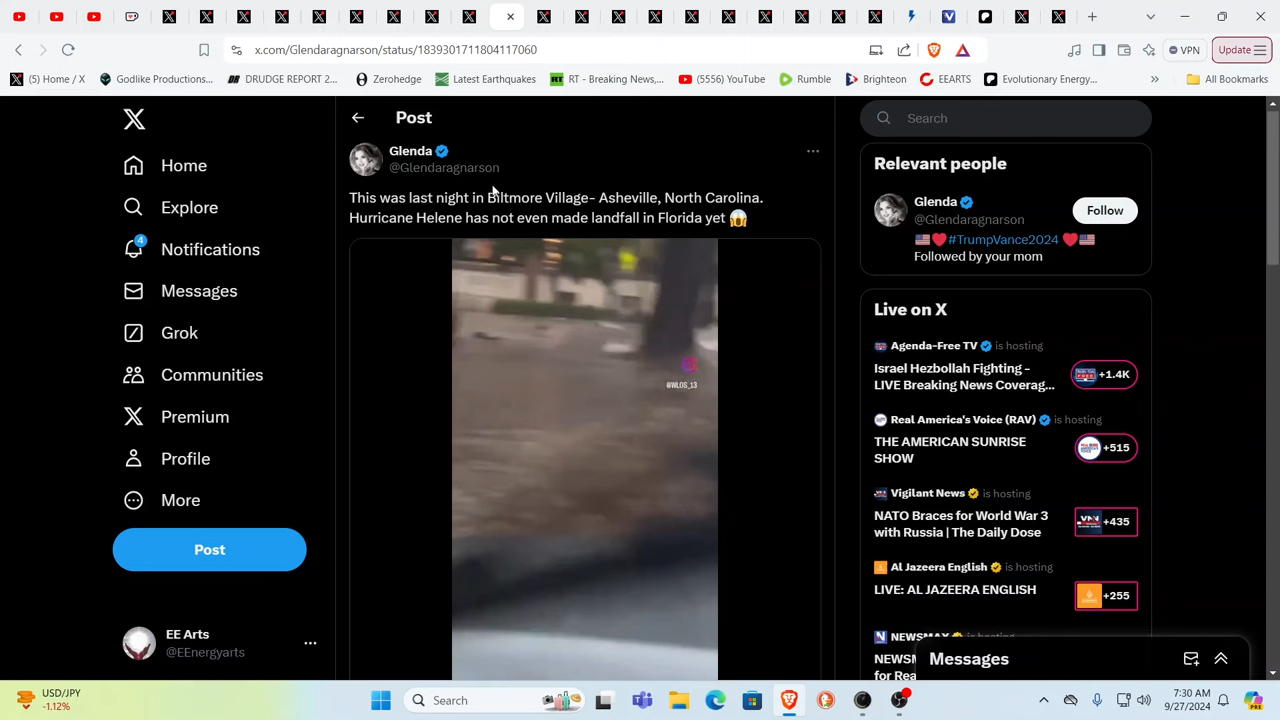 x.com/Glendaragnarson/status/1839301711804117060
VPN
Update
(5) Home / X
Godlike Productions...
DRUDGE REPORT 2...
Zerohedge
Latest Earthquakes
RT - Breaking News,...
(5556) YouTube
Rumble
Brighteon
EEARTS
Evolutionary Energy...
All Bookmarks
Home
Explore
4
Notifications
Messages
Grok
Communities
Premium
Profile
More
Post
EE Arts
@EEnergyarts
Post
Glenda
@Glendaragnarson
This was last night in Biltmore Village- Asheville, North Carolina.
Hurricane Helene has not even made landfall in Florida yet 😱
@WLOS_13
Search
Relevant people
Glenda
@Glendaragnarson
Follow
🇺🇸❤️#TrumpVance2024 ❤️🇺🇸
Followed by your mom
Live on X
Agenda-Free TV is hosting
Israel Hezbollah Fighting -
LIVE Breaking News Coverag...
+1.4K
Real America's Voice (RAV) is hosting
THE AMERICAN SUNRISE
SHOW
+515
Vigilant News is hosting
NATO Braces for World War 3
with Russia | The Daily Dose
+435
Al Jazeera English is hosting
LIVE: AL JAZEERA ENGLISH
+255
NEWSMAX
Messages
USD/JPY
-1.12%
Search
7:30 AM
9/27/2024